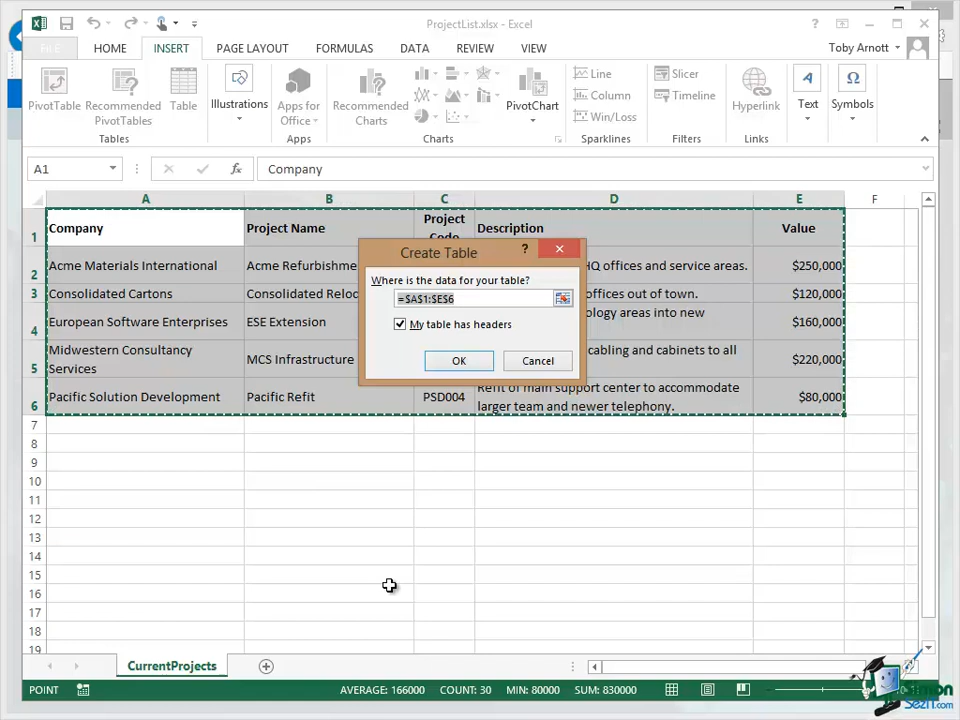 ProjectList.xlsx - Excel
FILE HOME INSERT PAGE LAYOUT FORMULAS DATA REVIEW VIEW Toby Arnott
PivotTable Recommended PivotTables Table
Illustrations
Apps for Office
Recommended Charts
PivotChart
Line
Column
Win/Loss
Slicer
Timeline
Hyperlink
Text
Symbols
Tables Apps Charts Sparklines Filters Links
A1 fx Company
A B C D E F
1 Company Project Name Project Code Description Value
Create Table ?
Where is the data for your table?
=$A$1:$E$6
My table has headers
OK Cancel
2 Acme Materials International Acme Refurbishme HQ offices and service areas. $250,000
3 Consolidated Cartons Consolidated Reloc offices out of town. $120,000
4 European Software Enterprises ESE Extension ology areas into new $160,000
5 Midwestern Consultancy Services MCS Infrastructure cabling and cabinets to all $220,000
6 Pacific Solution Development Pacific Refit PSD004 Refit of main support center to accommodate larger team and newer telephony. $80,000
7
8
9
10
11
12
13
14
15
16
17
18
19
CurrentProjects
POINT AVERAGE: 166000 COUNT: 30 MIN: 80000 SUM: 830000
Simon
SezIt.com